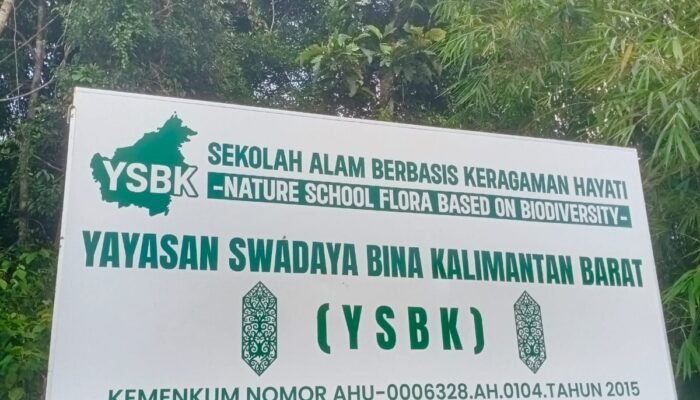 YSBK
SEKOLAH ALAM BERBASIS KERAGAMAN HAYATI
-NATURE SCHOOL FLORA BASED ON BIODIVERSITY-
YAYASAN SWADAYA BINA KALIMANTAN BARAT
(YSBK)
KEMENKUM NOMOR AHU-0006328.AH.0104.TAHUN 2015